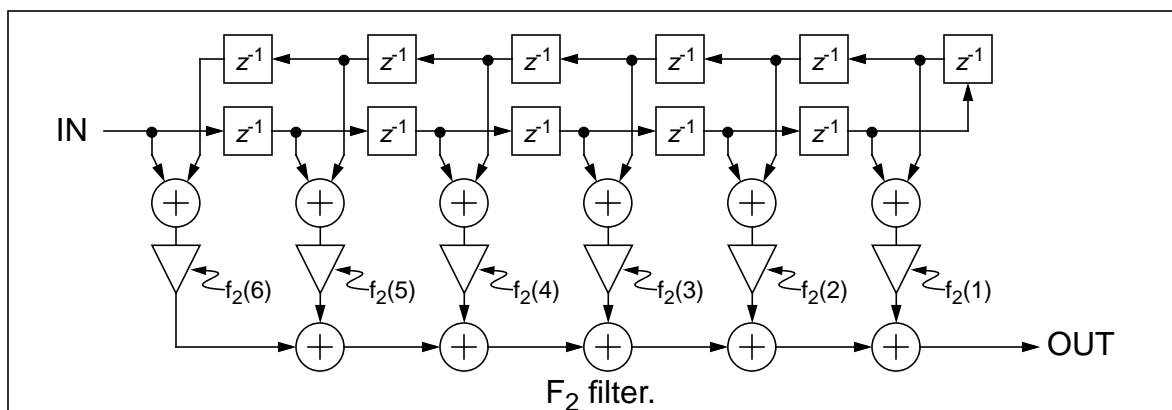 z⁻¹ z⁻¹ z⁻¹ z⁻¹ z⁻¹ z⁻¹
IN z⁻¹ z⁻¹ z⁻¹ z⁻¹ z⁻¹
+ + + + + +
f₂(6) f₂(5) f₂(4) f₂(3) f₂(2) f₂(1)
+ + + + + OUT
F₂ filter.